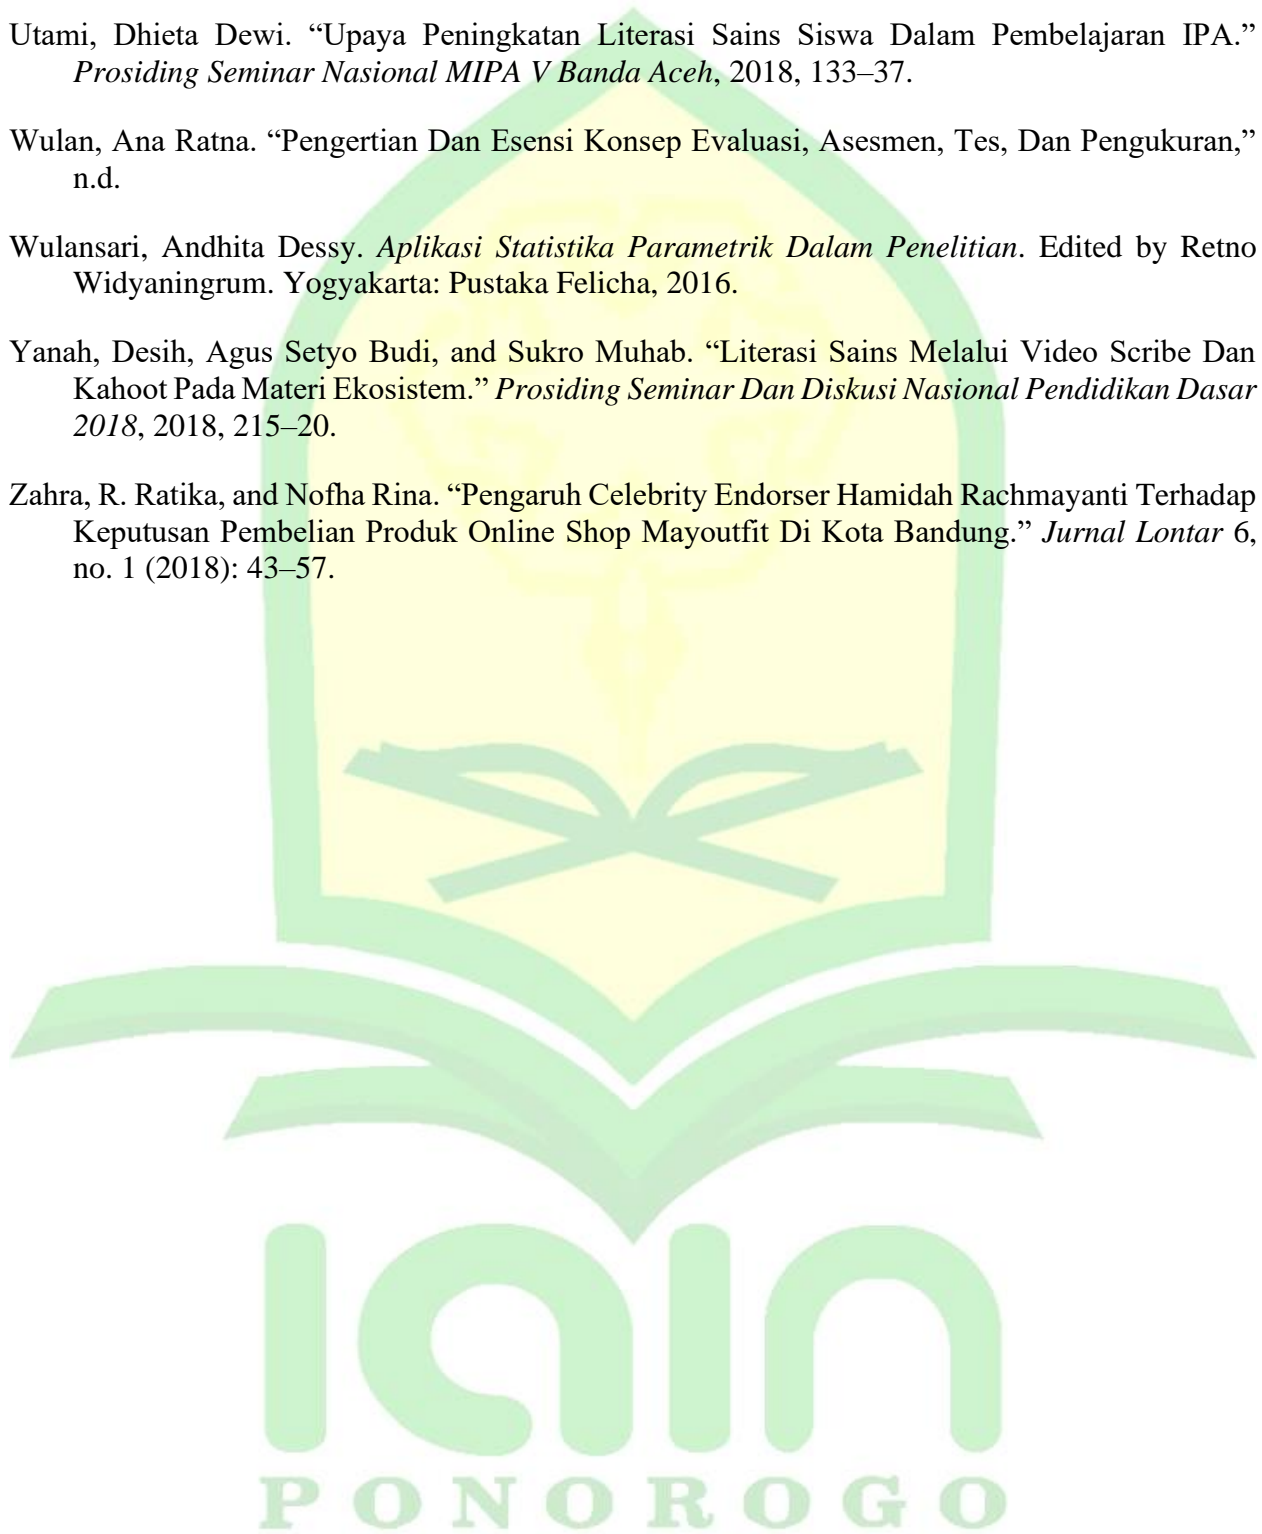 Utami, Dhieta Dewi. “Upaya Peningkatan Literasi Sains Siswa Dalam Pembelajaran IPA.”
Prosiding Seminar Nasional MIPA V Banda Aceh, 2018, 133–37.
Wulan, Ana Ratna. “Pengertian Dan Esensi Konsep Evaluasi, Asesmen, Tes, Dan Pengukuran,”
n.d.
Wulansari, Andhita Dessy. Aplikasi Statistika Parametrik Dalam Penelitian. Edited by Retno
Widyaningrum. Yogyakarta: Pustaka Felicha, 2016.
Yanah, Desih, Agus Setyo Budi, and Sukro Muhab. “Literasi Sains Melalui Video Scribe Dan
Kahoot Pada Materi Ekosistem.” Prosiding Seminar Dan Diskusi Nasional Pendidikan Dasar
2018, 2018, 215–20.
Zahra, R. Ratika, and Nofha Rina. “Pengaruh Celebrity Endorser Hamidah Rachmayanti Terhadap
Keputusan Pembelian Produk Online Shop Mayoutfit Di Kota Bandung.” Jurnal Lontar 6,
no. 1 (2018): 43–57.
IAIN
PONOROGO